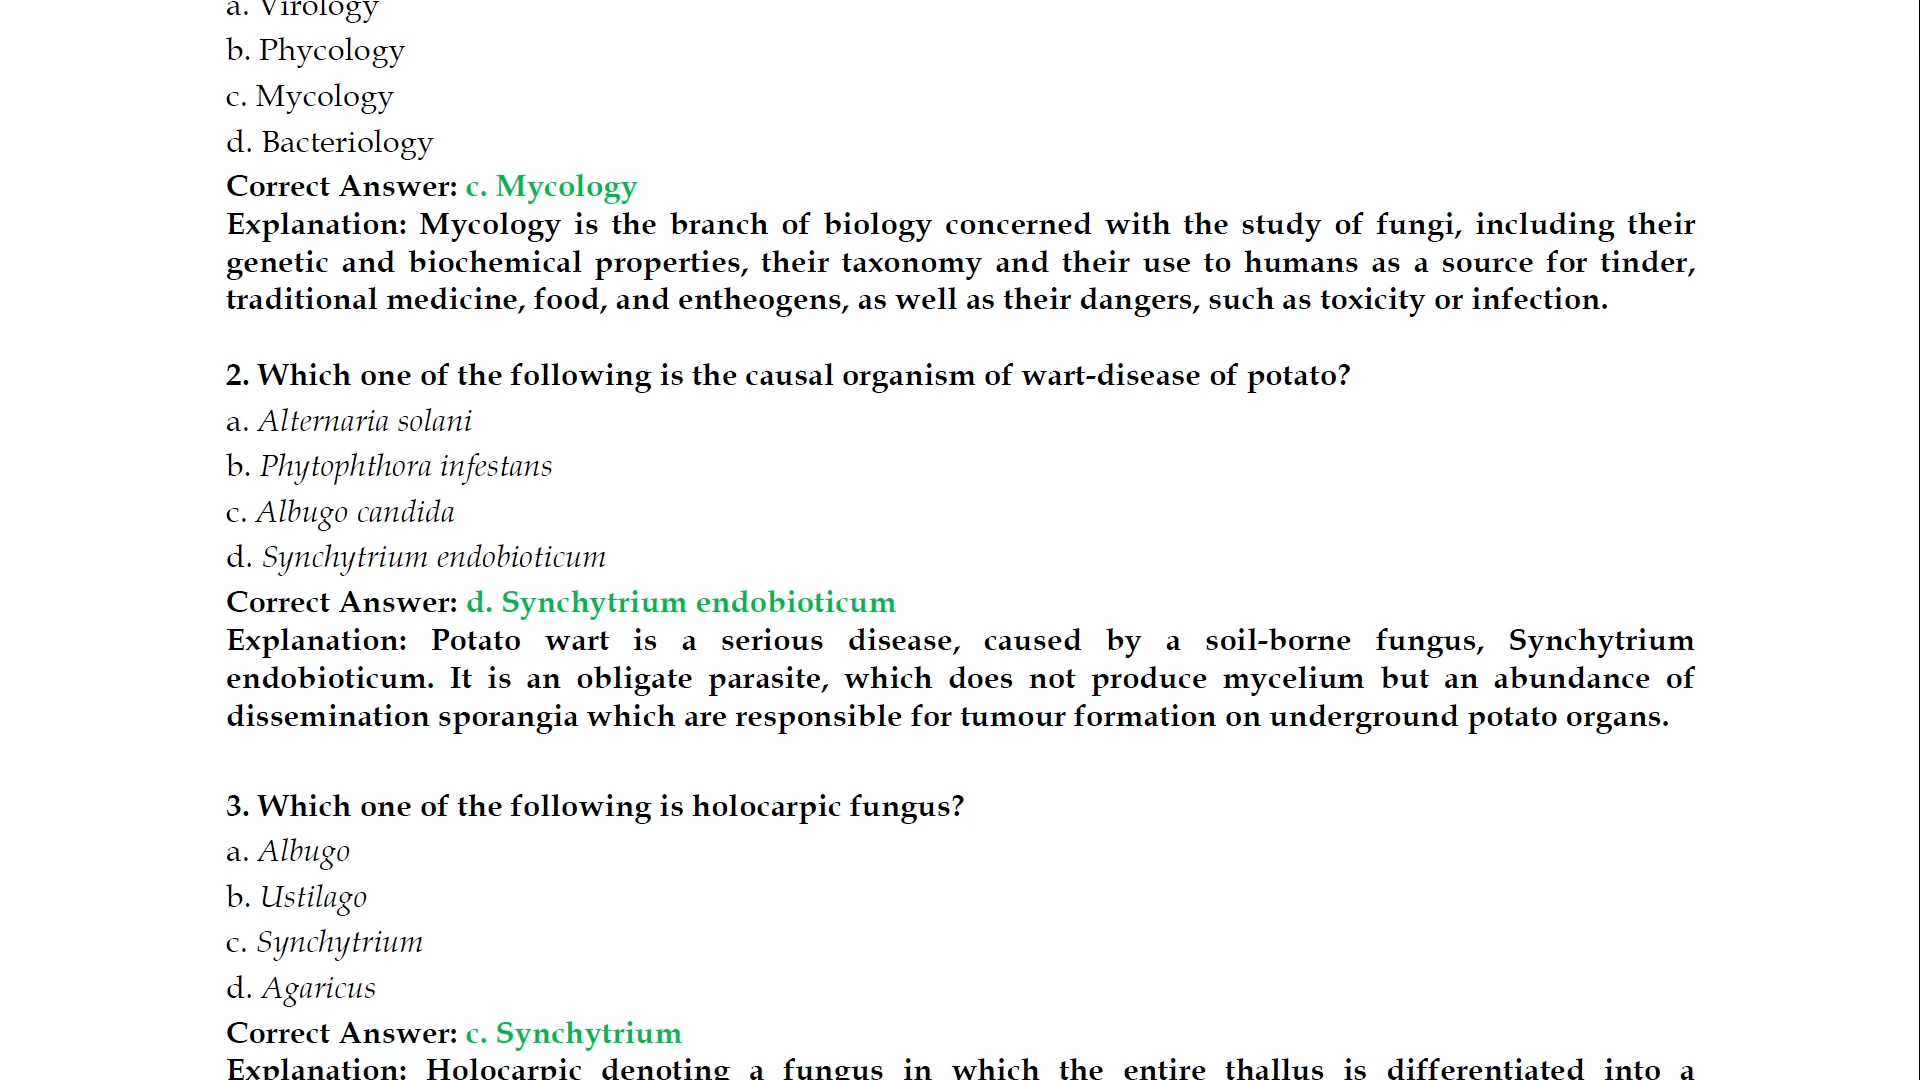 a. Virology
b. Phycology
c. Mycology
d. Bacteriology
Correct Answer: c. Mycology
Explanation: Mycology is the branch of biology concerned with the study of fungi, including their
genetic and biochemical properties, their taxonomy and their use to humans as a source for tinder,
traditional medicine, food, and entheogens, as well as their dangers, such as toxicity or infection.
2. Which one of the following is the causal organism of wart-disease of potato?
a. Alternaria solani
b. Phytophthora infestans
c. Albugo candida
d. Synchytrium endobioticum
Correct Answer: d. Synchytrium endobioticum
Explanation: Potato wart is a serious disease, caused by a soil-borne fungus, Synchytrium
endobioticum. It is an obligate parasite, which does not produce mycelium but an abundance of
dissemination sporangia which are responsible for tumour formation on underground potato organs.
3. Which one of the following is holocarpic fungus?
a. Albugo
b. Ustilago
c. Synchytrium
d. Agaricus
Correct Answer: c. Synchytrium
Explanation: Holocarpic denoting a fungus in which the entire thallus is differentiated into a